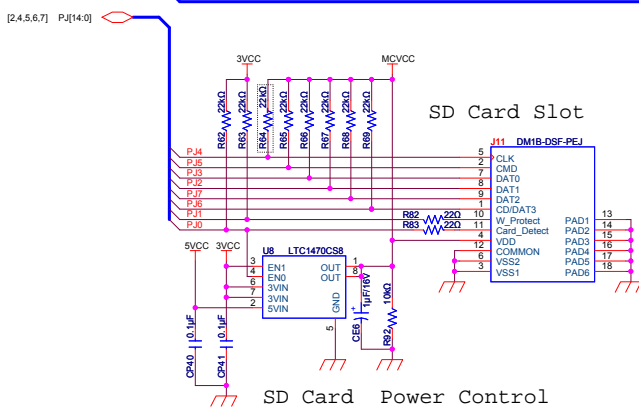 [2,4,5,6,7] PJ[14:0]
3VCC MCVCC
R62 22kΩ
R63 22kΩ
R64 22kΩ
R65 22kΩ
R66 22kΩ
R67 22kΩ
R68 22kΩ
R69 22kΩ
SD Card Slot
J11 DM1B-DSF-PEJ
PJ4 5 CLK
PJ5 2 CMD
PJ3 7 DAT0
PJ2 8 DAT1
PJ7 9 DAT2
PJ6 1 CD/DAT3
PJ1 R82 22Ω 10 W_Protect PAD1 13
PJ0 R83 22Ω 11 Card_Detect PAD2 14
4 VDD PAD3 15
12 COMMON PAD4 16
6 VSS2 PAD5 17
3 VSS1 PAD6 18
5VCC 3VCC
U8 LTC1470CS8
3 EN1 OUT 1
4 EN0 OUT 8
6 3VIN
7 3VIN
2 5VIN
GND 5
CP40 0.1µF
CP41 0.1µF
+ CE6 1µF/16V
R92 10kΩ
SD Card Power Control